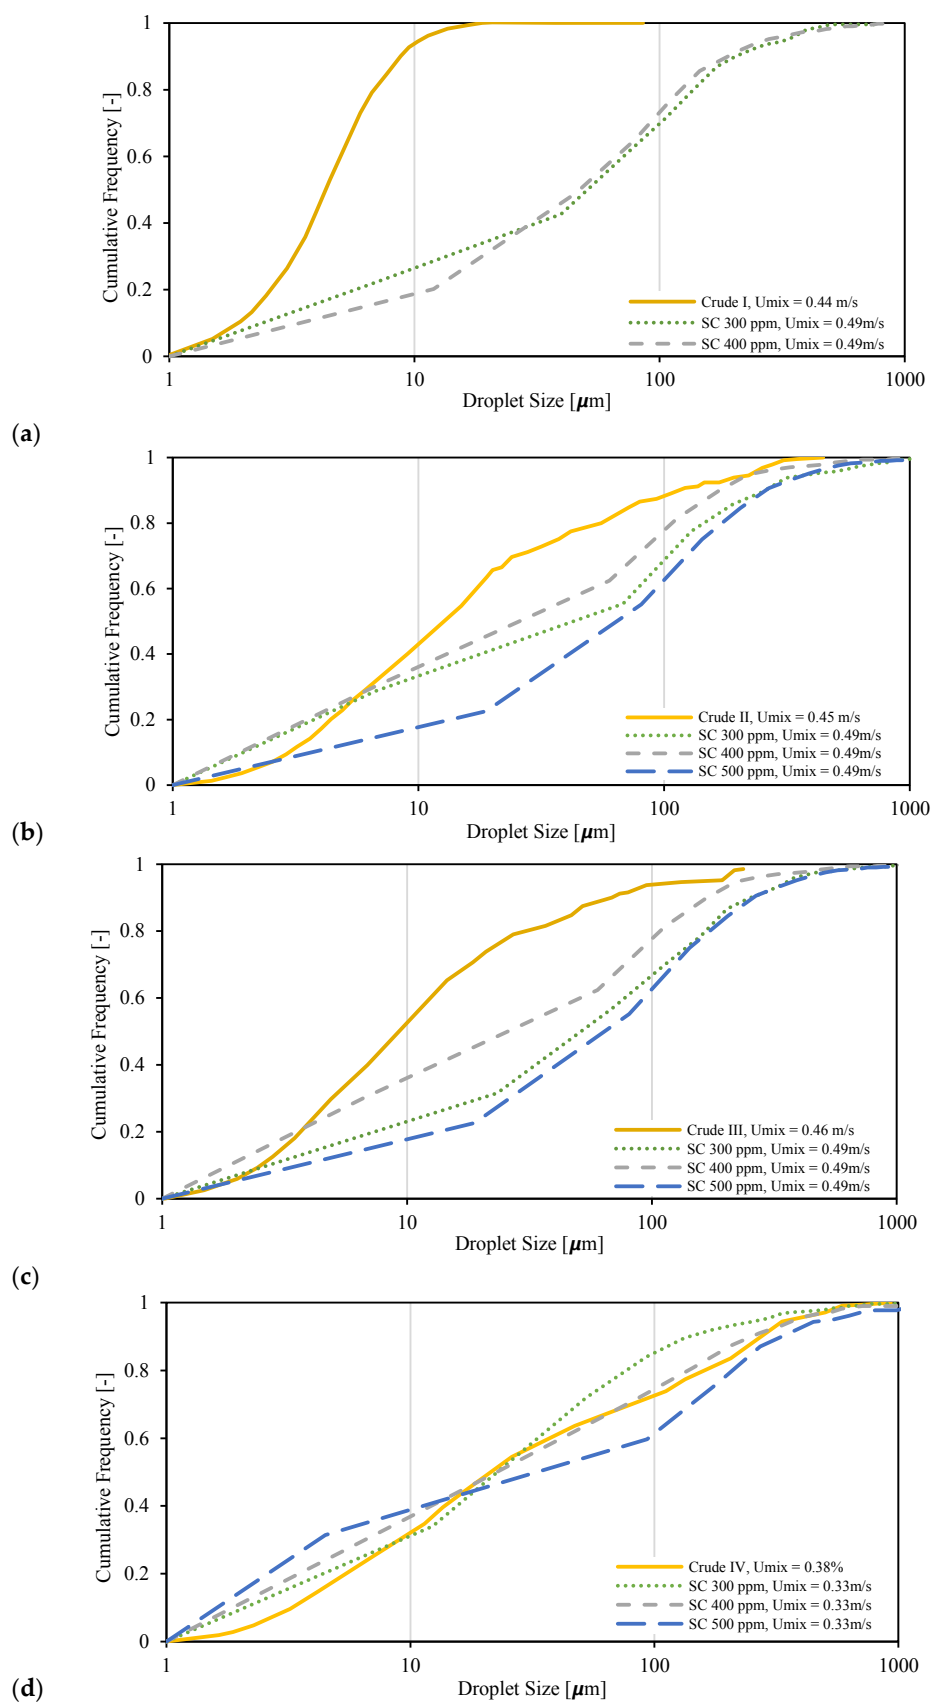 1
0.8
0.6
0.4
0.2
0
Cumulative Frequency [-]
Crude I, Umix = 0.44 m/s
SC 300 ppm, Umix = 0.49m/s
SC 400 ppm, Umix = 0.49m/s
1 10 100 1000
Droplet Size [μm]
(a)
1
0.8
0.6
0.4
0.2
0
Cumulative Frequency [-]
Crude II, Umix = 0.45 m/s
SC 300 ppm, Umix = 0.49m/s
SC 400 ppm, Umix = 0.49m/s
SC 500 ppm, Umix = 0.49m/s
1 10 100 1000
Droplet Size [μm]
(b)
1
0.8
0.6
0.4
0.2
0
Cumulative Frequency [-]
Crude III, Umix = 0.46 m/s
SC 300 ppm, Umix = 0.49m/s
SC 400 ppm, Umix = 0.49m/s
SC 500 ppm, Umix = 0.49m/s
1 10 100 1000
Droplet Size [μm]
(c)
1
0.8
0.6
0.4
0.2
0
Cumulative Frequency [-]
Crude IV, Umix = 0.38%
SC 300 ppm, Umix = 0.33m/s
SC 400 ppm, Umix = 0.33m/s
SC 500 ppm, Umix = 0.33m/s
1 10 100 1000
Droplet Size [μm]
(d)